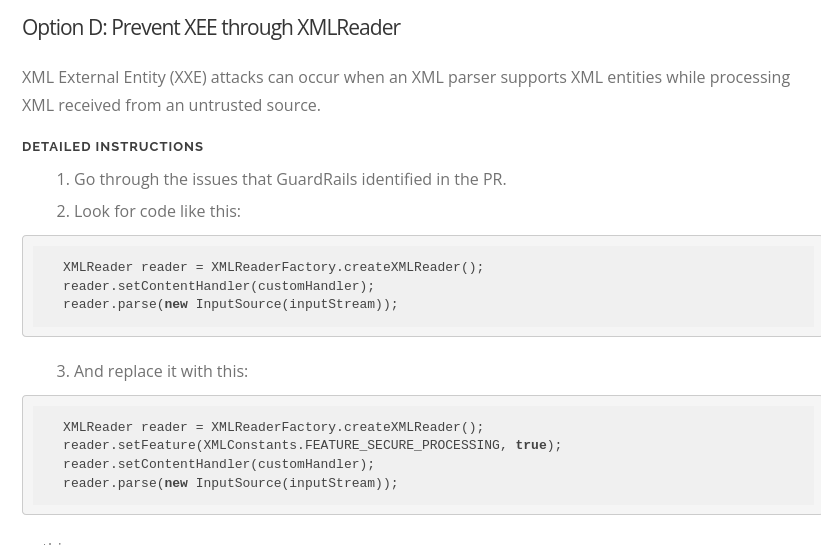 Option D: Prevent XEE through XMLReader
XML External Entity (XXE) attacks can occur when an XML parser supports XML entities while processing
XML received from an untrusted source.
DETAILED INSTRUCTIONS
1. Go through the issues that GuardRails identified in the PR.
2. Look for code like this:
XMLReader reader = XMLReaderFactory.createXMLReader();
reader.setContentHandler(customHandler);
reader.parse(new InputSource(inputStream));
3. And replace it with this:
XMLReader reader = XMLReaderFactory.createXMLReader();
reader.setFeature(XMLConstants.FEATURE_SECURE_PROCESSING, true);
reader.setContentHandler(customHandler);
reader.parse(new InputSource(inputStream));